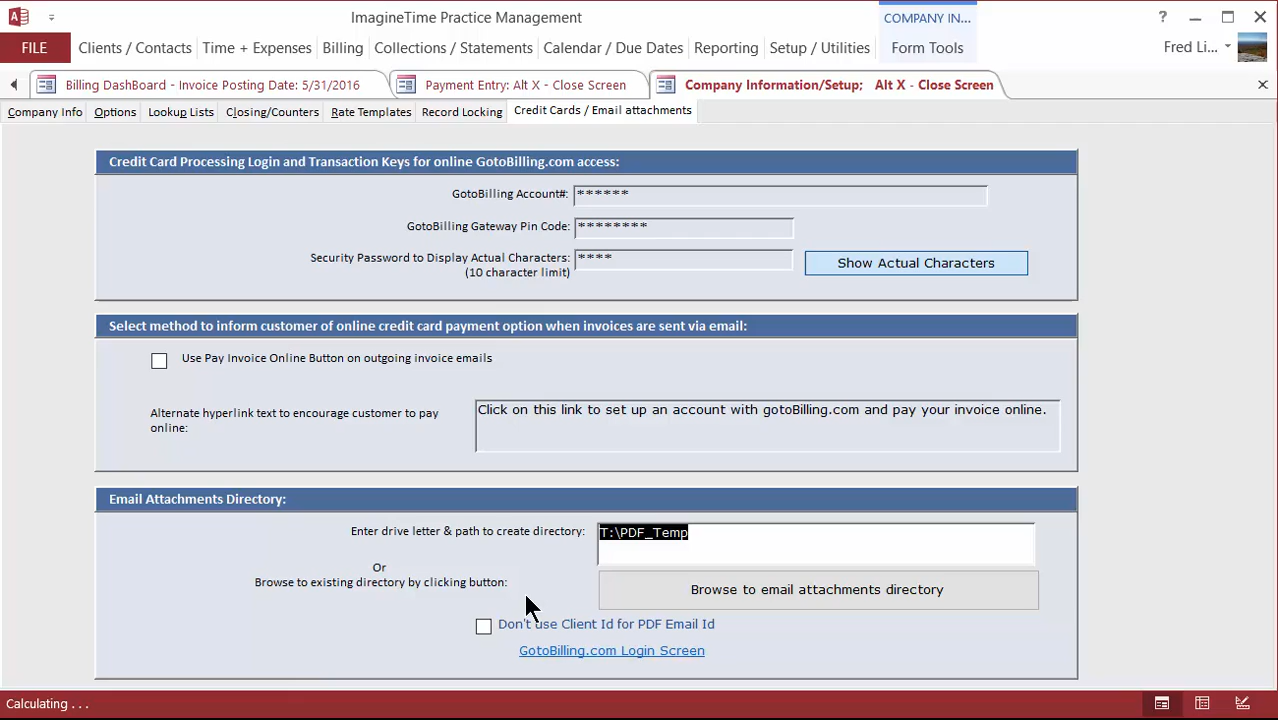 ImagineTime Practice Management
COMPANY IN...
?
FILE
Clients / Contacts
Time + Expenses
Billing
Collections / Statements
Calendar / Due Dates
Reporting
Setup / Utilities
Form Tools
Fred Li...
Billing DashBoard - Invoice Posting Date: 5/31/2016
Payment Entry: Alt X - Close Screen
Company Information/Setup; Alt X - Close Screen
Company Info
Options
Lookup Lists
Closing/Counters
Rate Templates
Record Locking
Credit Cards / Email attachments
Credit Card Processing Login and Transaction Keys for online GotoBilling.com access:
GotoBilling Account#:
******
GotoBilling Gateway Pin Code:
********
Security Password to Display Actual Characters:
(10 character limit)
****
Show Actual Characters
Select method to inform customer of online credit card payment option when invoices are sent via email:
Use Pay Invoice Online Button on outgoing invoice emails
Alternate hyperlink text to encourage customer to pay
online:
Click on this link to set up an account with gotoBilling.com and pay your invoice online.
Email Attachments Directory:
Enter drive letter & path to create directory:
T:\PDF_Temp
Or
Browse to existing directory by clicking button:
Browse to email attachments directory
Don't use Client Id for PDF Email Id
GotoBilling.com Login Screen
Calculating . . .